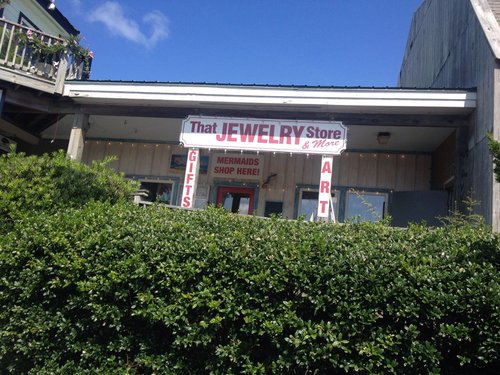 That JEWELRY Store
& More
MERMAIDS
SHOP HERE!
GIFTS
ART